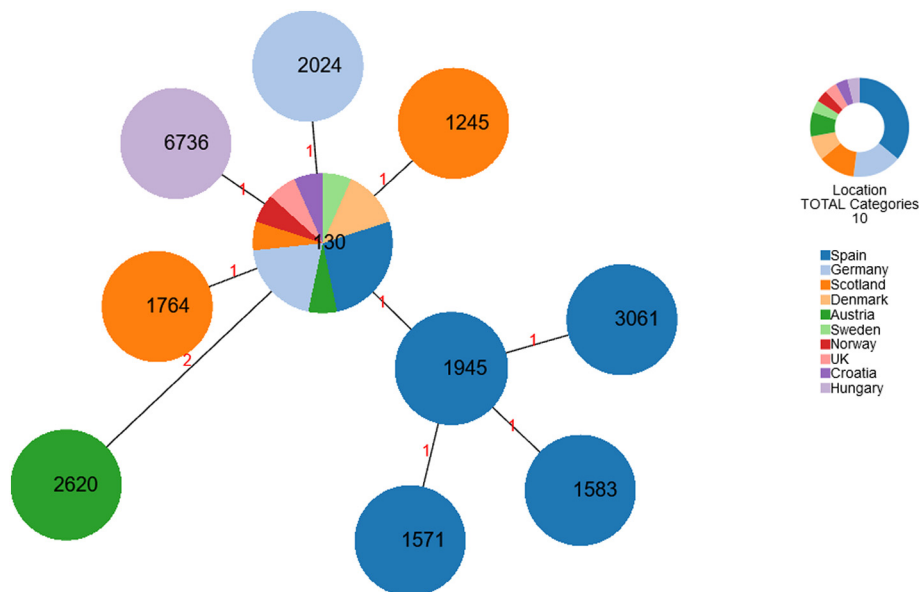 2024
1245
6736
1
1
1
130
1
1764
1
2
1945
1
3061
1
1
2620
1583
1571
Location
TOTAL Categories
10
Spain
Germany
Scotland
Denmark
Austria
Sweden
Norway
UK
Croatia
Hungary